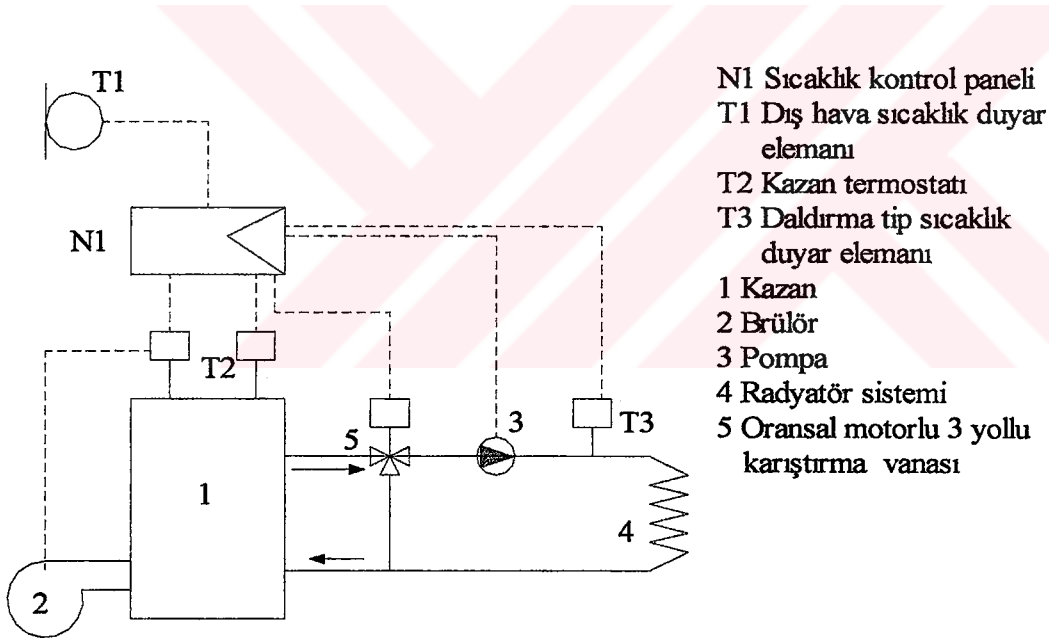 T1
N1
T2
5
3
T3
1
4
2
N1 Sıcaklık kontrol paneli
T1 Dış hava sıcaklık duyar
elemanı
T2 Kazan termostatı
T3 Daldırma tip sıcaklık
duyar elemanı
1 Kazan
2 Brülör
3 Pompa
4 Radyatör sistemi
5 Oransal motorlu 3 yollu
karıştırma vanası